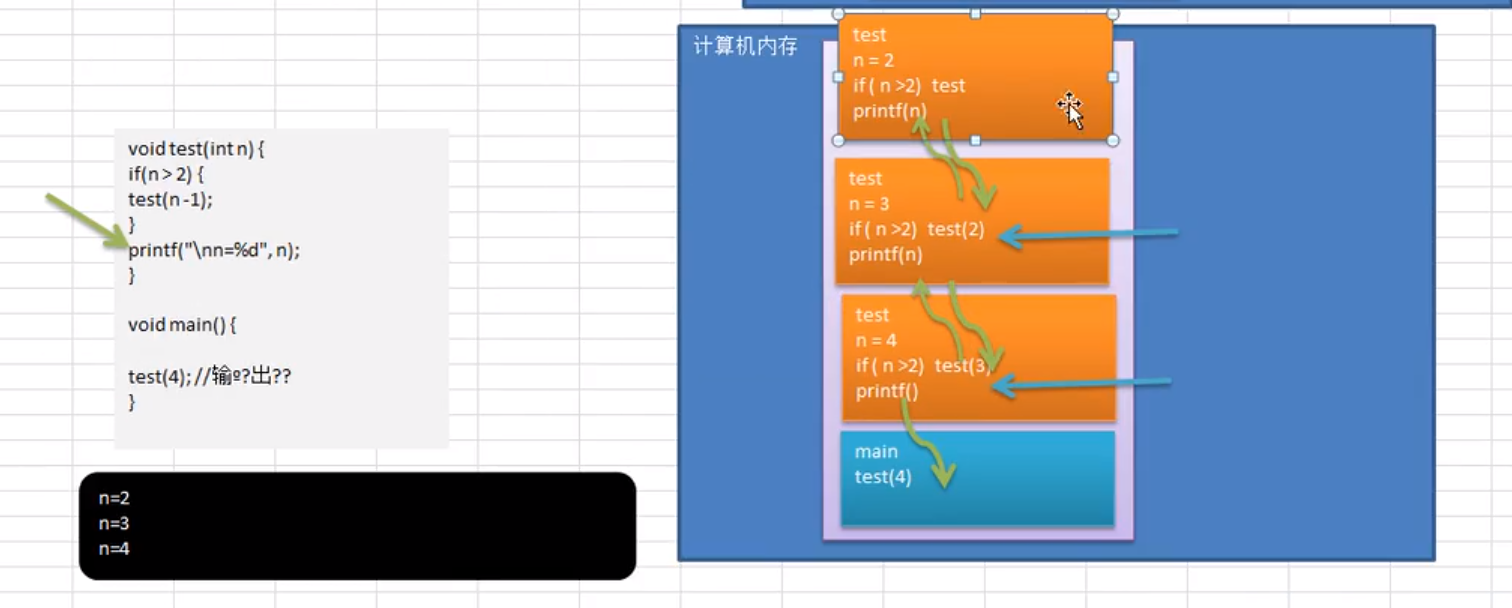 void test(int n) {
if(n > 2) {
test(n -1);
}
printf("\nn=%d", n);
}
void main() {
test(4); //输º?出??
}
n=2
n=3
n=4
计算机内存
test
n = 2
if ( n >2) test
printf(n)
test
n = 3
if ( n >2) test(2)
printf(n)
test
n = 4
if ( n >2) test(3)
printf()
main
test(4)